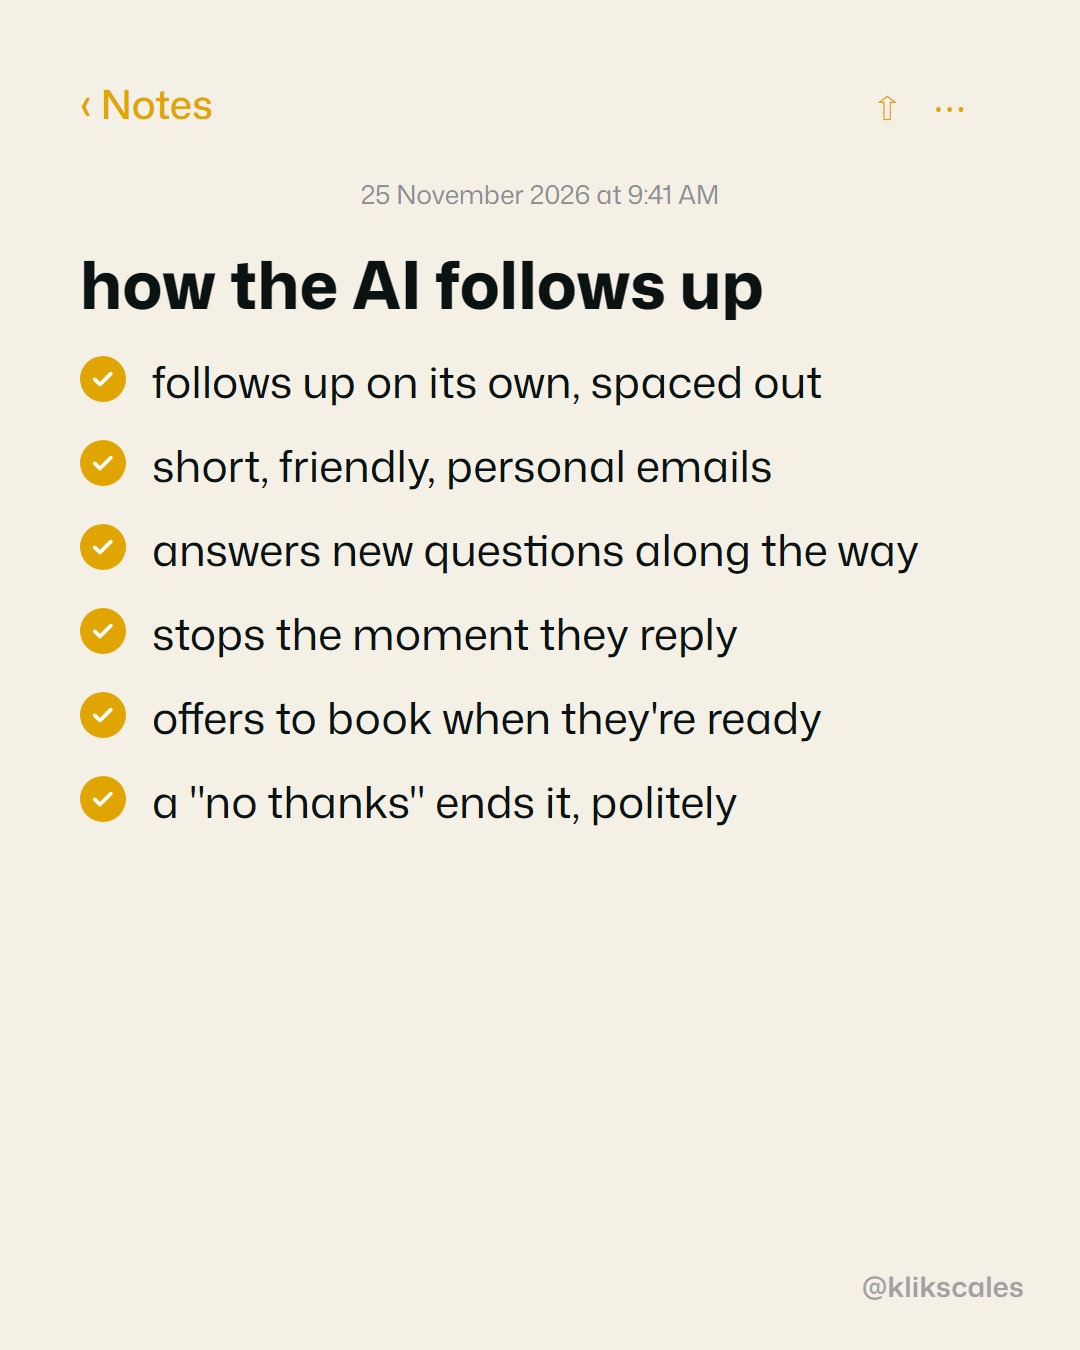 ‹ Notes ⇧ ...
25 November 2026 at 9:41 AM
how the AI follows up
follows up on its own, spaced out
short, friendly, personal emails
answers new questions along the way
stops the moment they reply
offers to book when they're ready
a "no thanks" ends it, politely
@klikscales